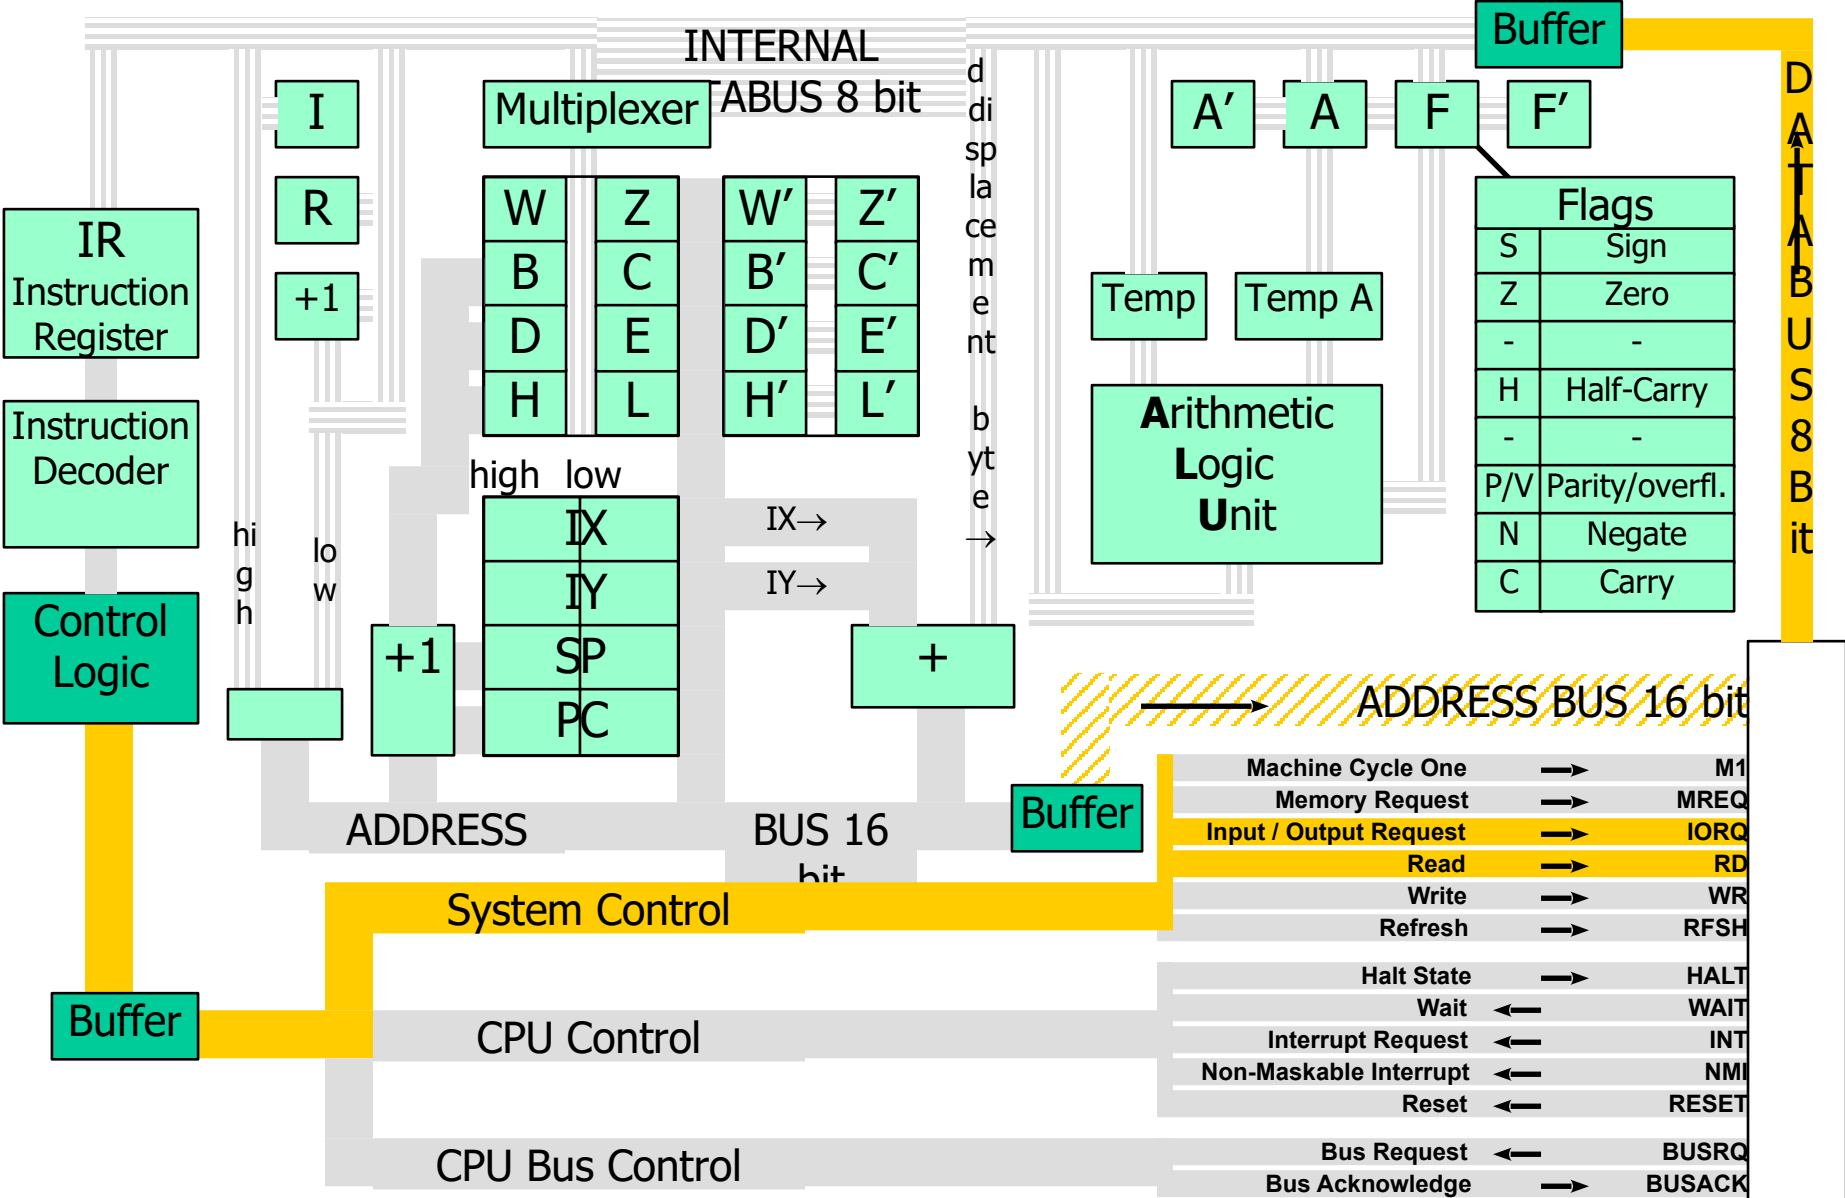 INTERNAL
TABUS 8 bit
Buffer
I
Multiplexer
A’
A
F
F’
R
+1
IR
Instruction
Register
Instruction
Decoder
Control
Logic
W
Z
B
C
D
E
H
L
W’
Z’
B’
C’
D’
E’
H’
L’
high low
IX
IY
SP
PC
IX→
IY→
+1
+
hi
g
h
lo
w
d
di
sp
la
ce
m
e
nt
b
yt
e
→
Temp
Temp A
Arithmetic
Logic
Unit
Flags
S Sign
Z Zero
- -
H Half-Carry
- -
P/V Parity/overfl.
N Negate
C Carry
D
A
T
A
B
U
S
8
B
it
ADDRESS BUS 16 bit
Buffer
ADDRESS
BUS 16
bit
System Control
Buffer
CPU Control
CPU Bus Control
Machine Cycle One M1
Memory Request MREQ
Input / Output Request IORQ
Read RD
Write WR
Refresh RFSH
Halt State HALT
Wait WAIT
Interrupt Request INT
Non-Maskable Interrupt NMI
Reset RESET
Bus Request BUSRQ
Bus Acknowledge BUSACK